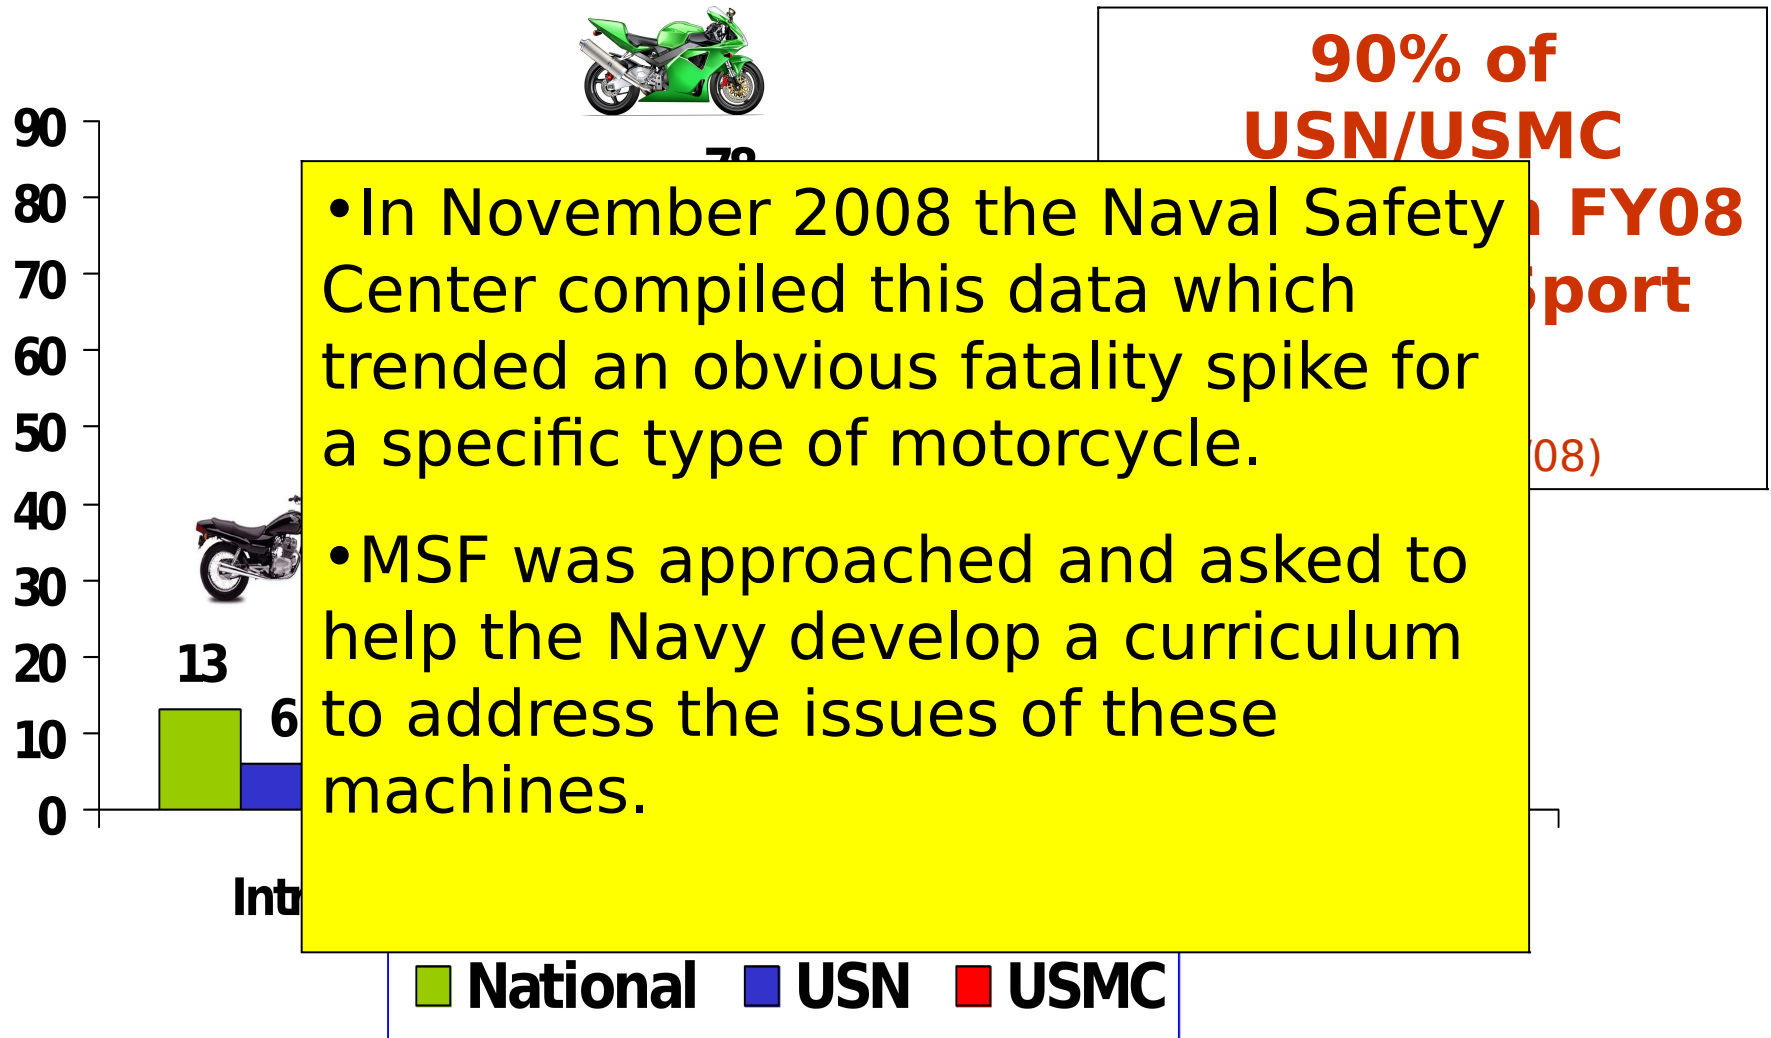 90% of
USN/USMC
FY08
08)
90
80
70
60
50
40
30
20
10
0
78
13
6
•In November 2008 the Naval Safety
Center compiled this data which
trended an obvious fatality spike for
a specific type of motorcycle.
•MSF was approached and asked to
help the Navy develop a curriculum
to address the issues of these
machines.
National USN USMC